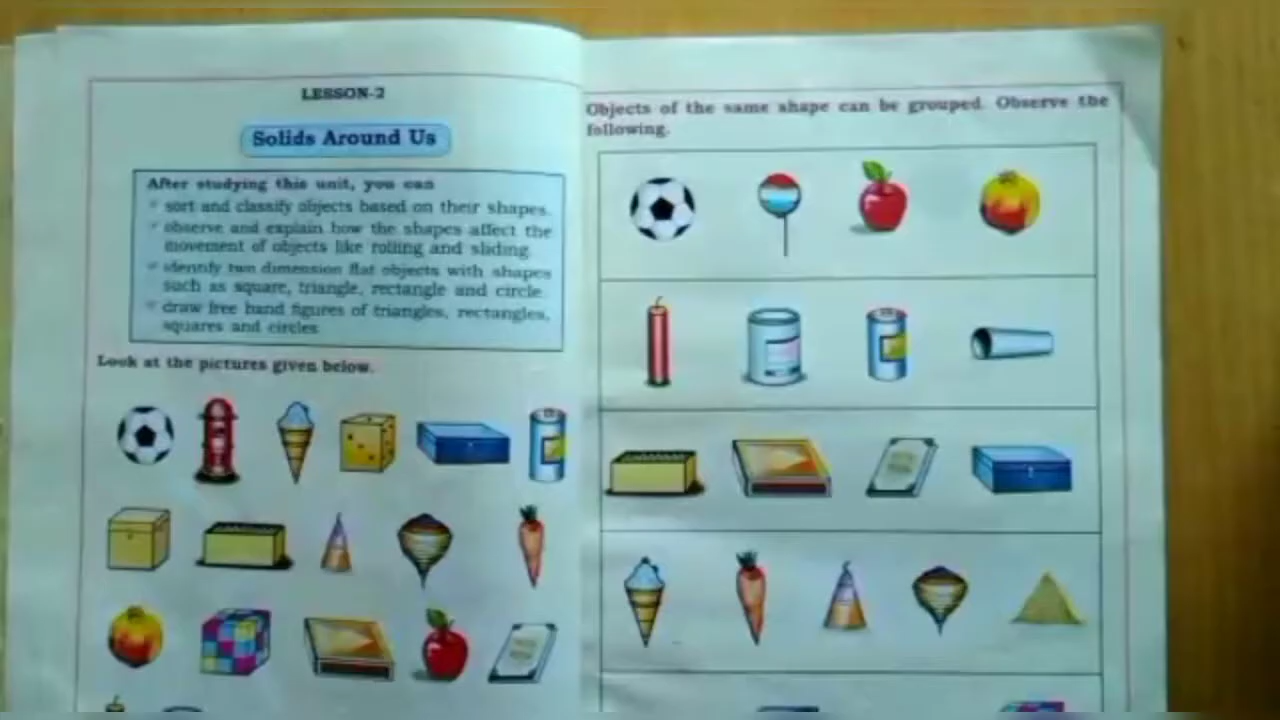 LESSON-2
Solids Around Us
After studying this unit, you can
sort and classify objects based on their shapes.
observe and explain how the shapes affect the
movement of objects like rolling and sliding.
identify two dimension flat objects with shapes
such as square, triangle, rectangle and circle.
draw free hand figures of triangles, rectangles,
squares and circles
Look at the pictures given below.
Objects of the same shape can be grouped. Observe the
following.